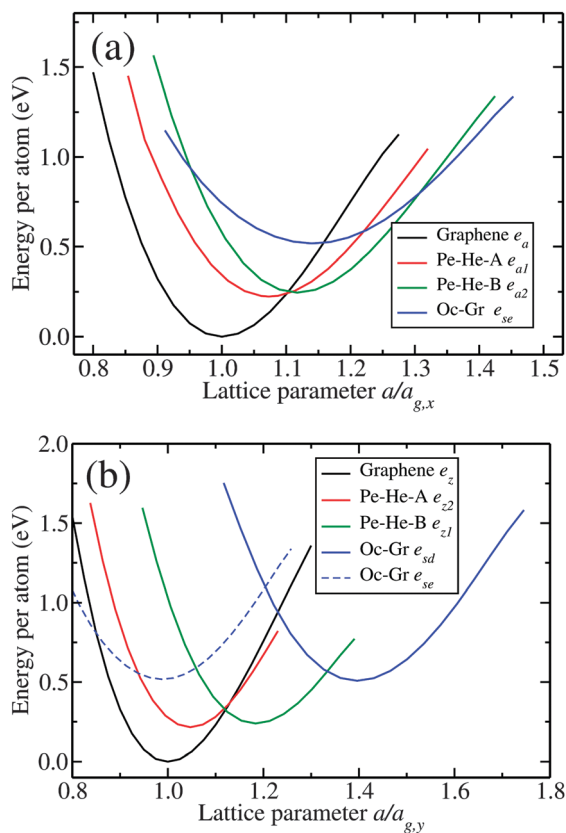 (a)
Energy per atom (eV)
1.5
1.0
0.5
0.0
Graphene e_a
Pe-He-A e_a1
Pe-He-B e_a2
Oc-Gr e_se
0.8 0.9 1.0 1.1 1.2 1.3 1.4 1.5
Lattice parameter a/a_g,x
(b)
Energy per atom (eV)
2.0
1.5
1.0
0.5
0.0
Graphene e_z
Pe-He-A e_z2
Pe-He-B e_z1
Oc-Gr e_sd
Oc-Gr e_se
0.8 1.0 1.2 1.4 1.6 1.8
Lattice parameter a/a_g,y